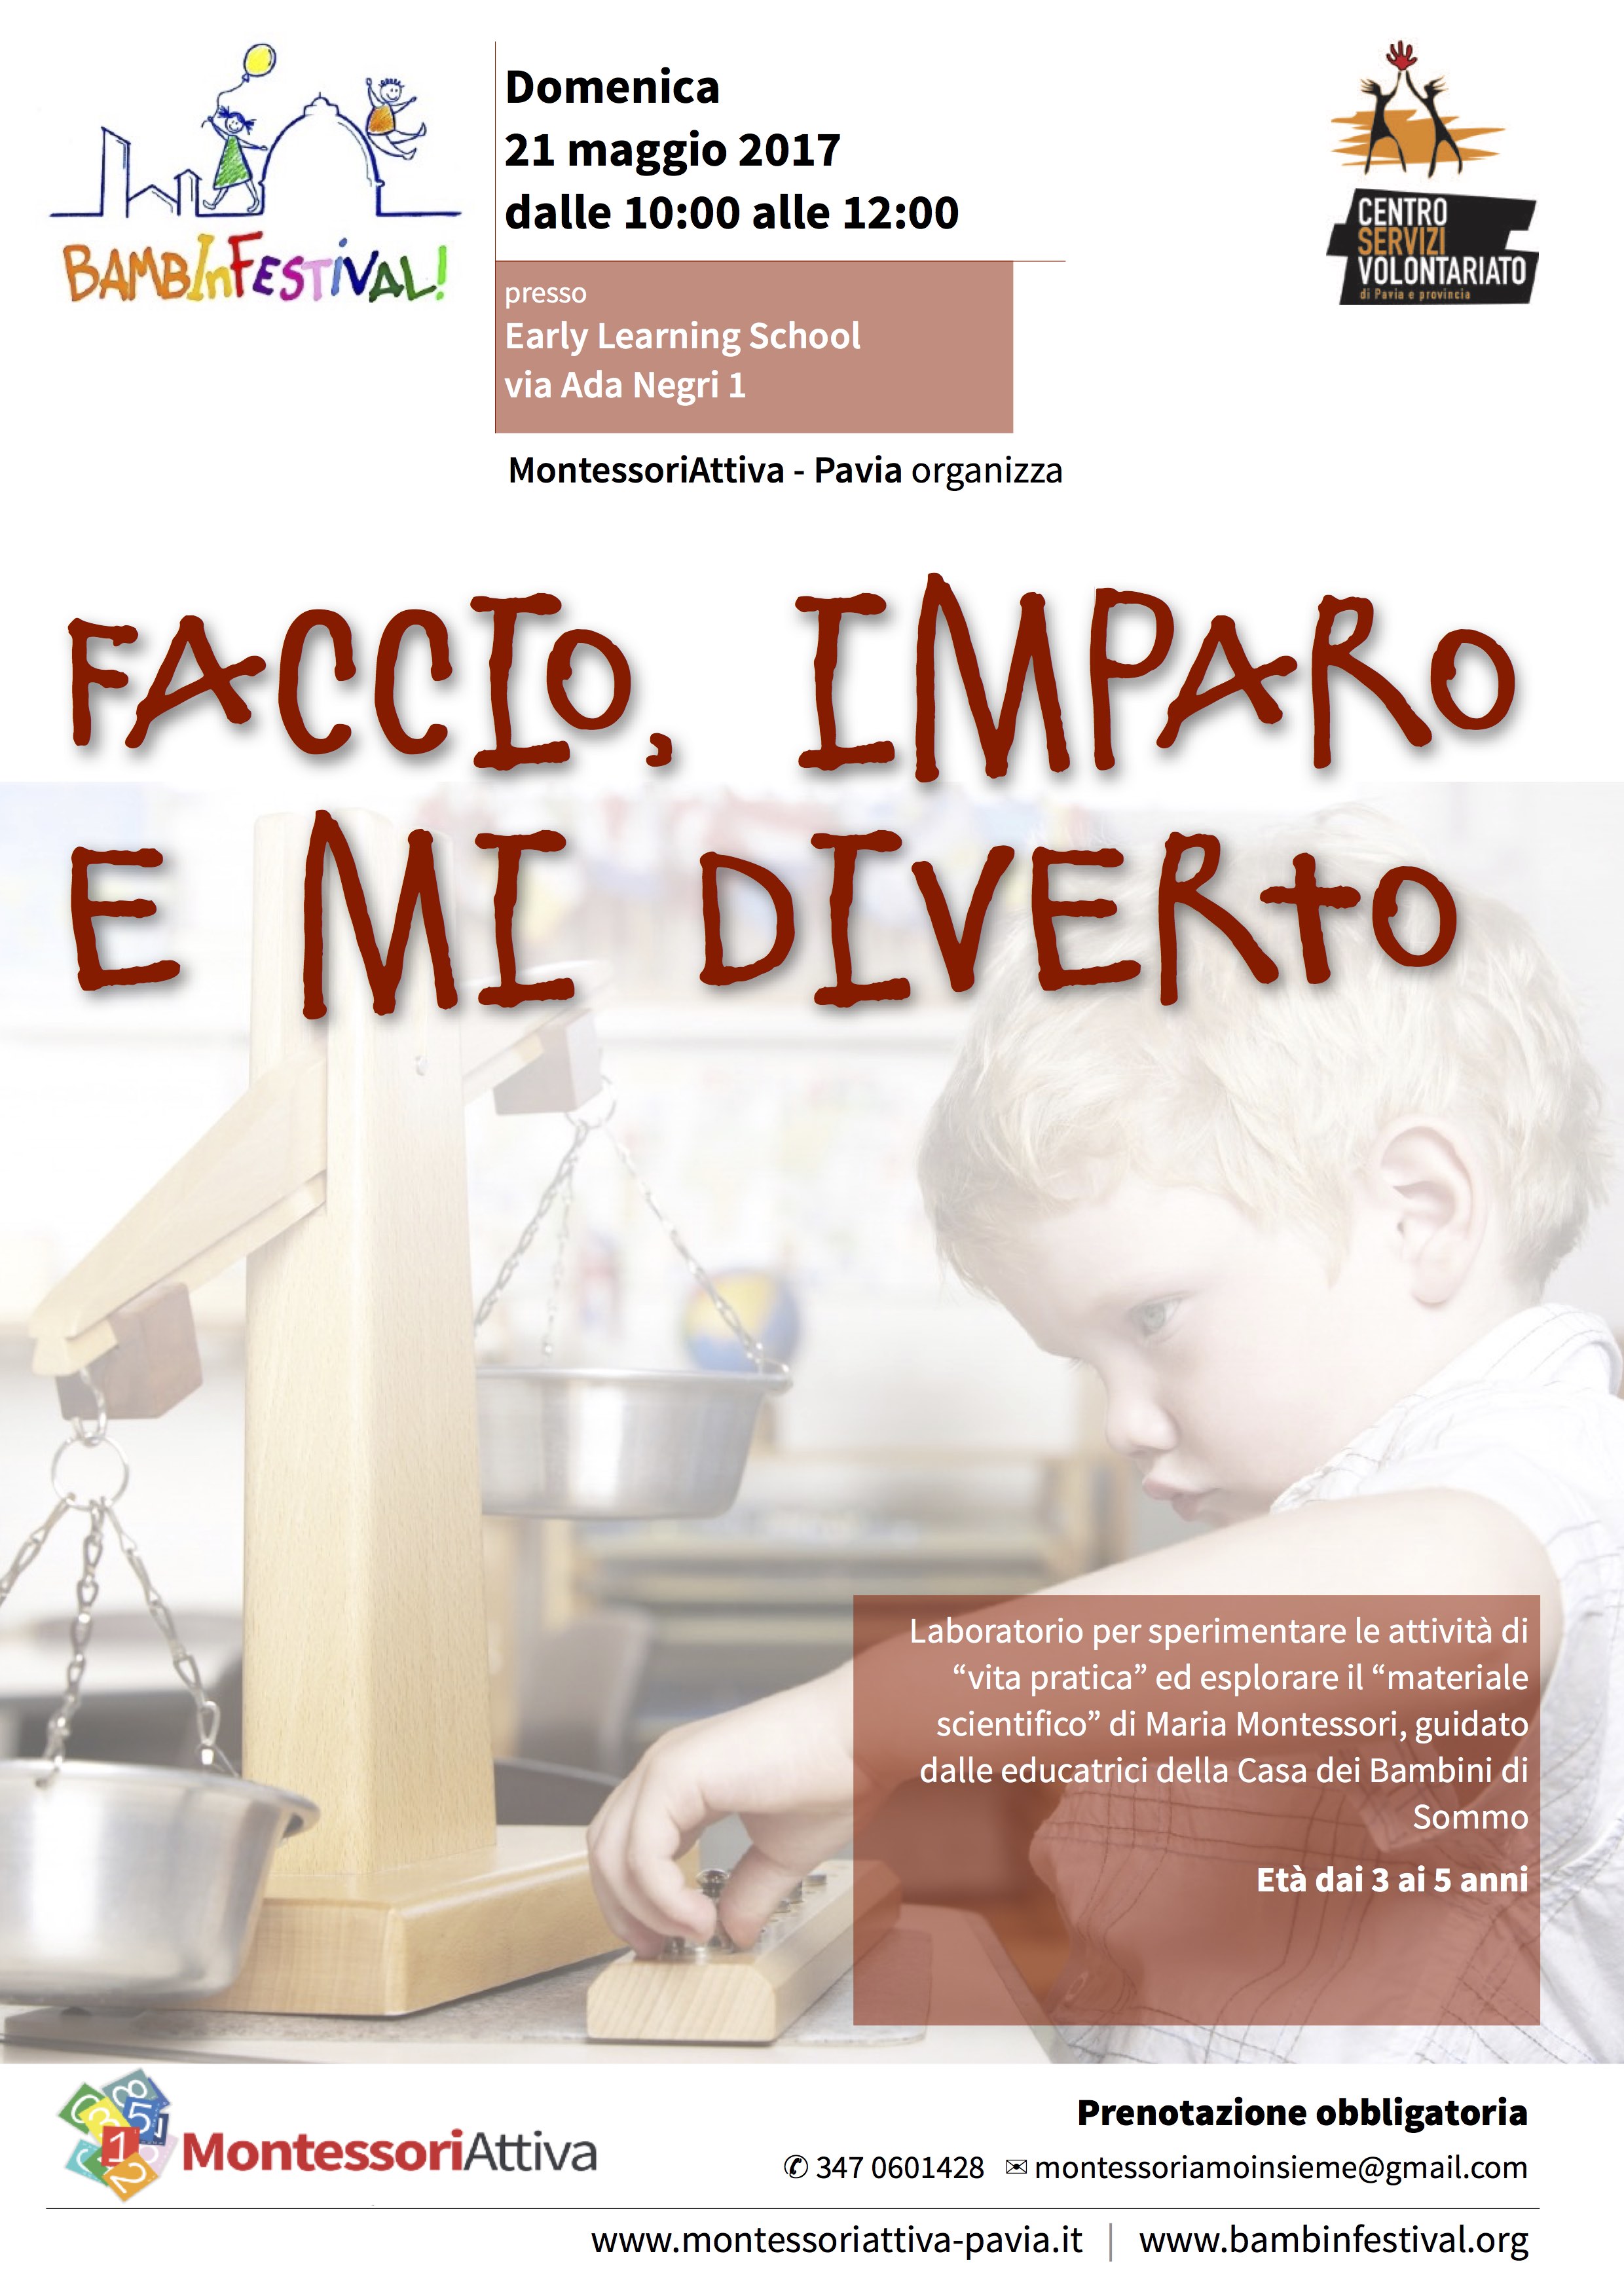 BAMBInFESTIVAL!
Domenica
21 maggio 2017
dalle 10:00 alle 12:00
presso
Early Learning School
via Ada Negri 1
CENTRO
SERVIZI
VOLONTARIATO
di Pavia e provincia
MontessoriAttiva - Pavia organizza
FACCIO, IMPARO
E MI DIVERTO
Laboratorio per sperimentare le attività di
“vita pratica” ed esplorare il “materiale
scientifico” di Maria Montessori, guidato
dalle educatrici della Casa dei Bambini di
Sommo
Età dai 3 ai 5 anni
MontessoriAttiva
Prenotazione obbligatoria
✆ 347 0601428 ✉ montessoriamoinsieme@gmail.com
www.montessoriattiva-pavia.it | www.bambinfestival.org